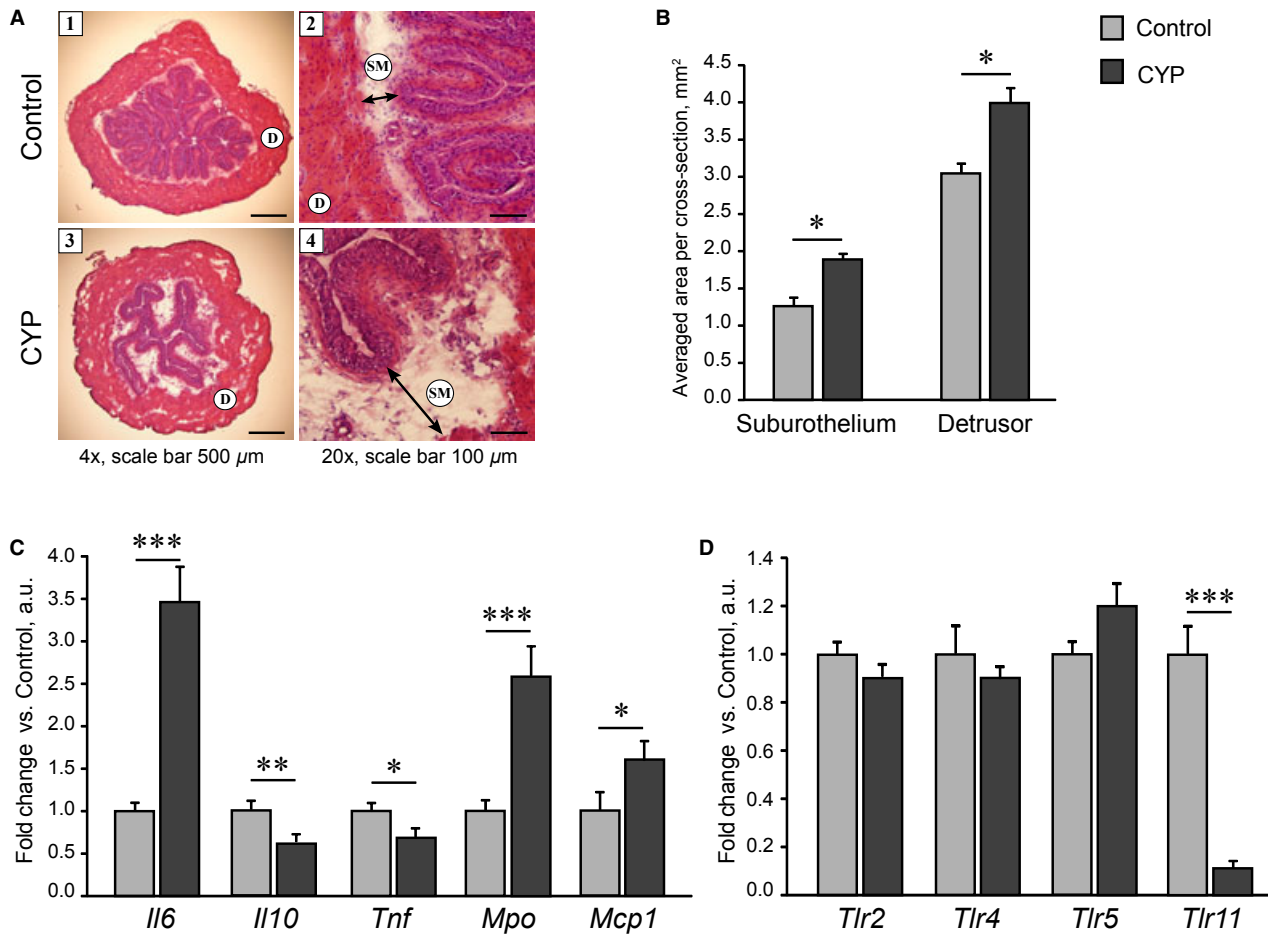 A
Control
CYP
1
D
2
SM
D
3
D
4
SM
4x, scale bar 500 µm
20x, scale bar 100 µm
B
Averaged area per cross-section, mm²
4.5
4.0
3.5
3.0
2.5
2.0
1.5
1.0
0.5
0.0
*
*
Suburothelium Detrusor
Control
CYP
C
Fold change vs. Control, a.u.
4.0
3.5
3.0
2.5
2.0
1.5
1.0
0.5
0.0
***
**
*
***
*
Il6 Il10 Tnf Mpo Mcp1
D
Fold change vs. Control, a.u.
1.4
1.2
1.0
0.8
0.6
0.4
0.2
0.0
***
Tlr2 Tlr4 Tlr5 Tlr11